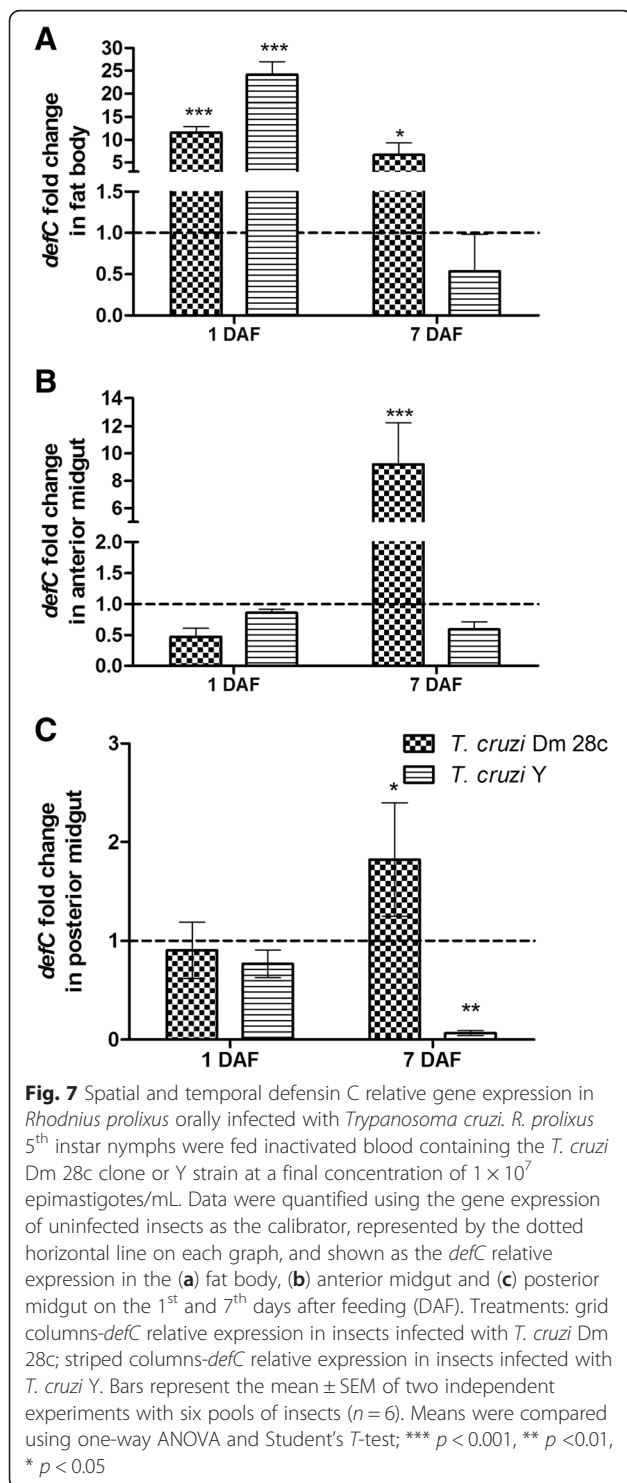 A
defC fold change
in fat body
30
25
20
15
10
5
1.5
1.0
0.5
0.0
***
***
*
1 DAF
7 DAF
B
defC fold change
in anterior midgut
14
12
10
8
6
2.0
1.5
1.0
0.5
0.0
***
1 DAF
7 DAF
C
defC fold change
in posterior midgut
3
2
1
0
T. cruzi Dm 28c
T. cruzi Y
*
**
1 DAF
7 DAF
Fig. 7 Spatial and temporal defensin C relative gene expression in
Rhodnius prolixus orally infected with Trypanosoma cruzi. R. prolixus
5th instar nymphs were fed inactivated blood containing the T. cruzi
Dm 28c clone or Y strain at a final concentration of 1 × 10⁷
epimastigotes/mL. Data were quantified using the gene expression
of uninfected insects as the calibrator, represented by the dotted
horizontal line on each graph, and shown as the defC relative
expression in the (a) fat body, (b) anterior midgut and (c) posterior
midgut on the 1st and 7th days after feeding (DAF). Treatments: grid
columns-defC relative expression in insects infected with T. cruzi Dm
28c; striped columns-defC relative expression in insects infected with
T. cruzi Y. Bars represent the mean ± SEM of two independent
experiments with six pools of insects (n = 6). Means were compared
using one-way ANOVA and Student's T-test; *** p < 0.001, ** p <0.01,
* p < 0.05